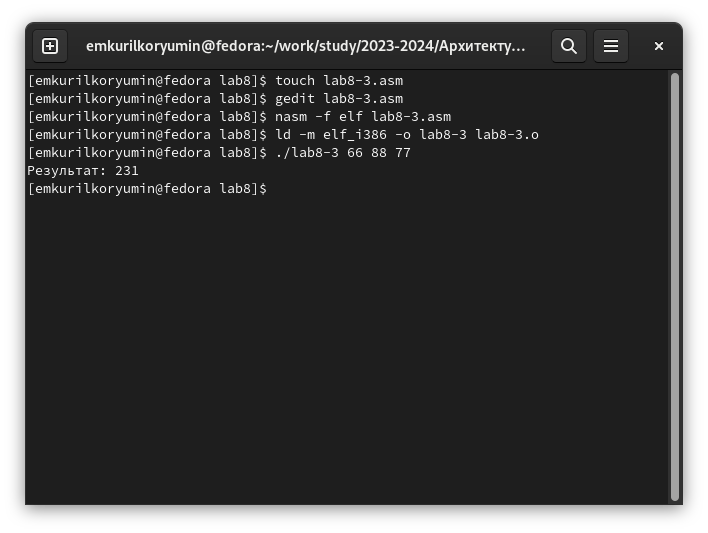 emkurilkoryumin@fedora:~/work/study/2023-2024/Архитекту...
[emkurilkoryumin@fedora lab8]$ touch lab8-3.asm
[emkurilkoryumin@fedora lab8]$ gedit lab8-3.asm
[emkurilkoryumin@fedora lab8]$ nasm -f elf lab8-3.asm
[emkurilkoryumin@fedora lab8]$ ld -m elf_i386 -o lab8-3 lab8-3.o
[emkurilkoryumin@fedora lab8]$ ./lab8-3 66 88 77
Результат: 231
[emkurilkoryumin@fedora lab8]$